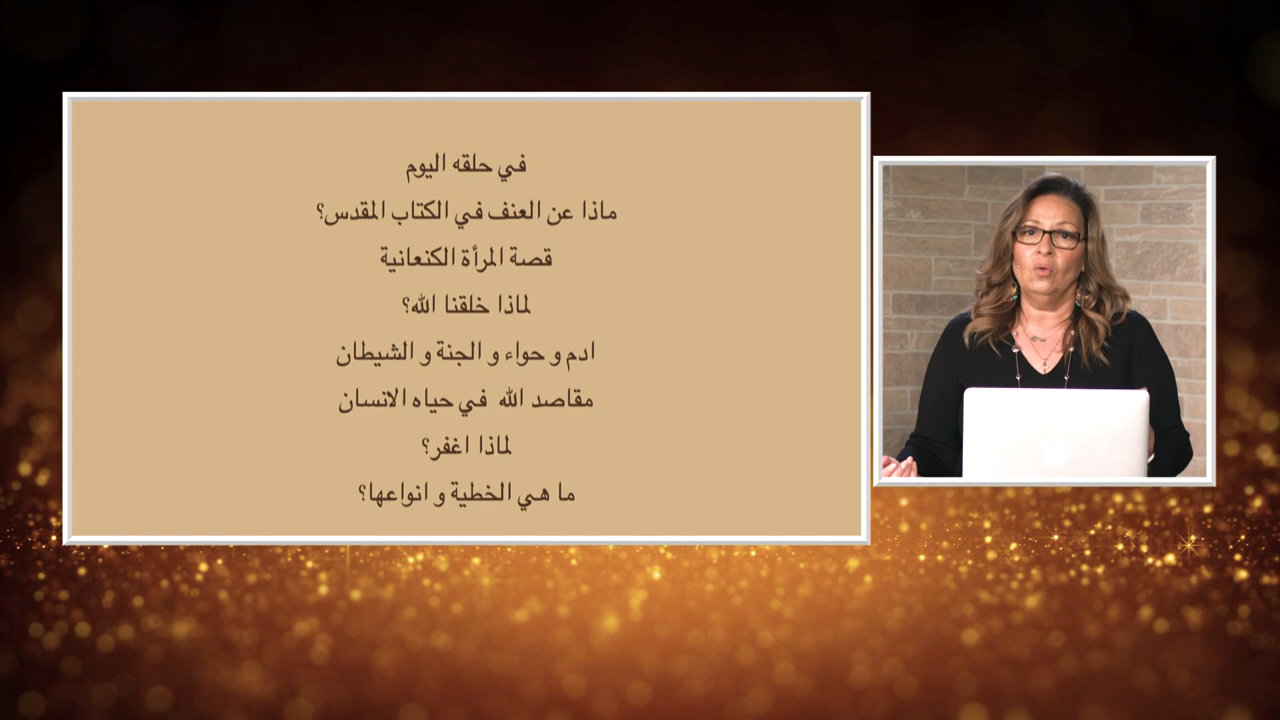 في حلقه اليوم
ماذا عن العنف في الكتاب المقدس؟
قصة المرأة الكنعانية
لماذا خلقنا الله؟
ادم و حواء و الجنة و الشيطان
مقاصد الله في حياه الانسان
لماذا اغفر؟
ما هي الخطية و انواعها؟